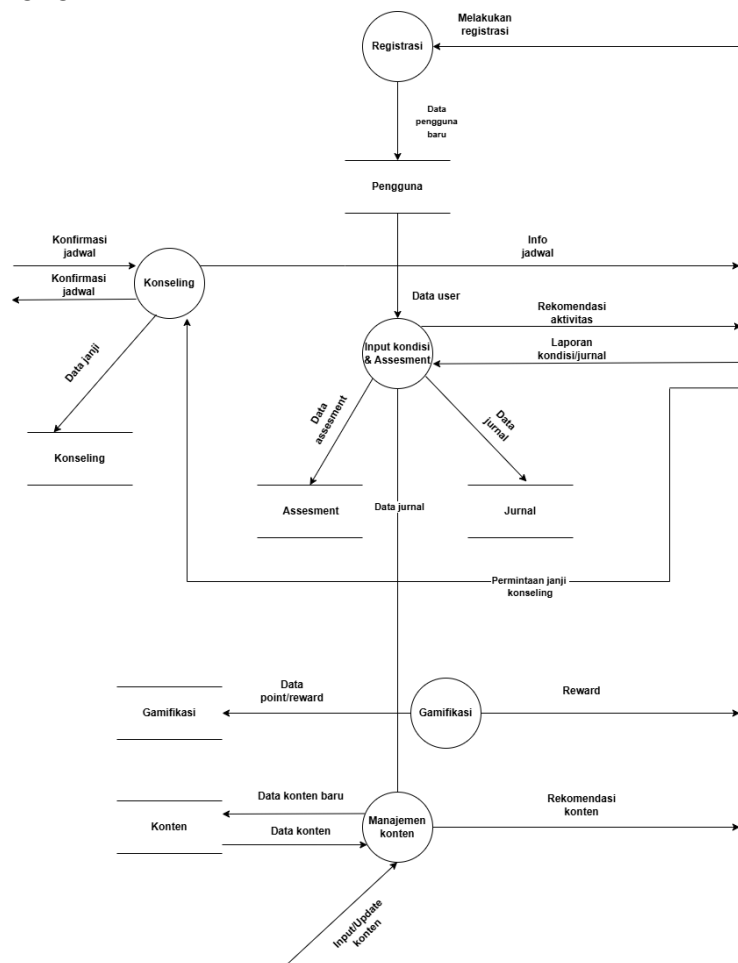 Melakukan
registrasi
Registrasi
Data
pengguna
baru
Pengguna
Konfirmasi
jadwal
Info
jadwal
Konfirmasi
jadwal
Konseling
Data user
Rekomendasi
aktivitas
Input kondisi
& Assesment
Laporan
kondisi/jurnal
Data janji
Data
assesment
Data
jurnal
Konseling
Assesment
Data jurnal
Jurnal
Permintaan janji
konseling
Data
point/reward
Reward
Gamifikasi
Gamifikasi
Data konten baru
Rekomendasi
konten
Konten
Data konten
Manajemen
konten
Input/Update
konten